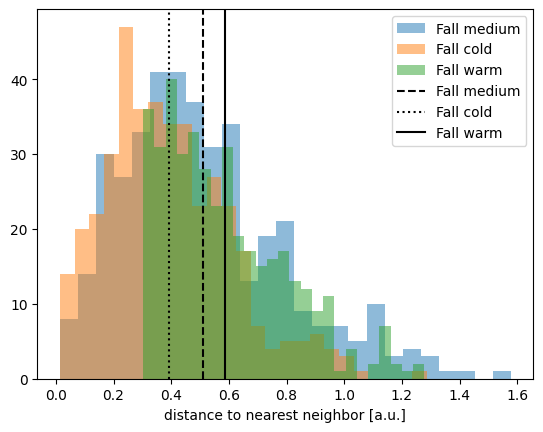 Fall medium
Fall cold
Fall warm
Fall medium
Fall cold
Fall warm
40
30
20
10
0
0.0 0.2 0.4 0.6 0.8 1.0 1.2 1.4 1.6
distance to nearest neighbor [a.u.]